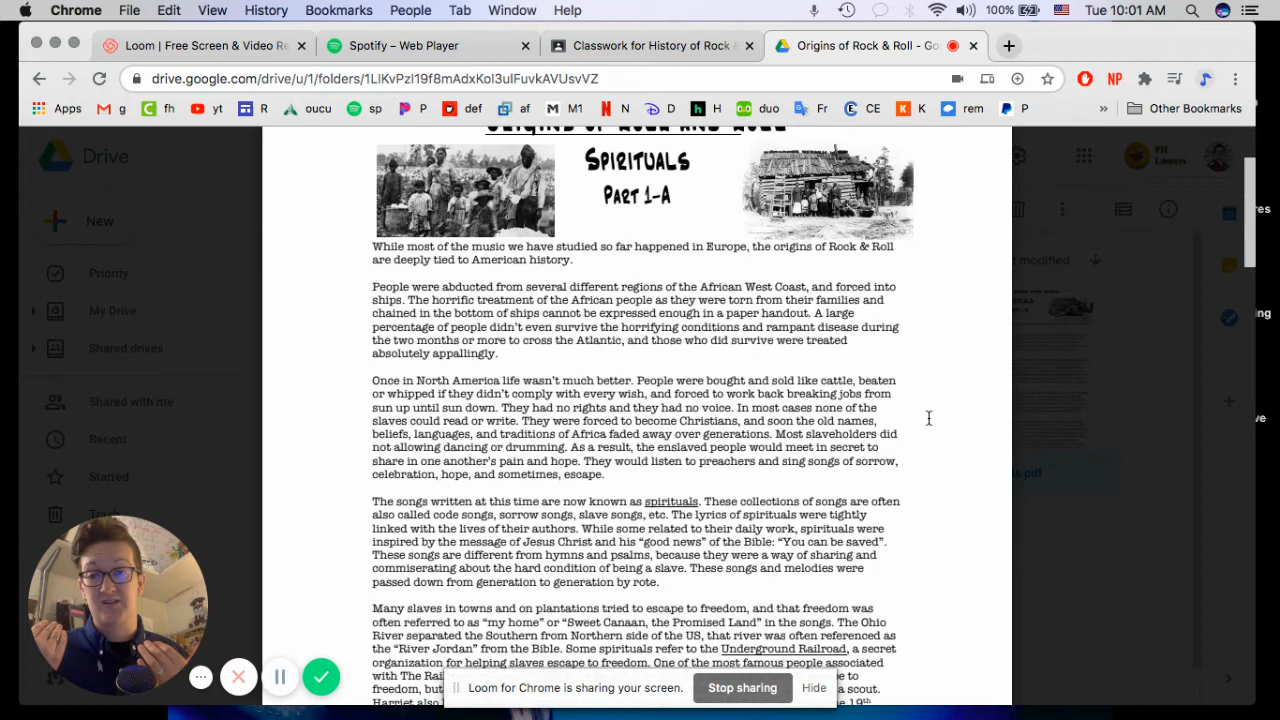 Chrome File Edit View History Bookmarks People Tab Window Help 100% Tue 10:01 AM
Loom | Free Screen & Video Re Spotify – Web Player Classwork for History of Rock & Origins of Rock & Roll - Go
drive.google.com/drive/u/1/folders/1LIKvPzI19f8mAdxKoI3uIFuvkAVUsvVZ
Apps g fh yt R oucu sp P def af M1 N D H duo Fr CE K rem P » Other Bookmarks
Drive
New
Priority
My Drive
Shared drives
Shared with me
Recent
Starred
Trash
ORIGINS OF ROCK AND ROLL
SPIRITUALS
PART 1-A
While most of the music we have studied so far happened in Europe, the origins of Rock & Roll
are deeply tied to American history.
People were abducted from several different regions of the African West Coast, and forced into
ships. The horrific treatment of the African people as they were torn from their families and
chained in the bottom of ships cannot be expressed enough in a paper handout. A large
percentage of people didn't even survive the horrifying conditions and rampant disease during
the two months or more to cross the Atlantic, and those who did survive were treated
absolutely appallingly.
Once in North America life wasn't much better. People were bought and sold like cattle, beaten
or whipped if they didn't comply with every wish, and forced to work back breaking jobs from
sun up until sun down. They had no rights and they had no voice. In most cases none of the
slaves could read or write. They were forced to become Christians, and soon the old names,
beliefs, languages, and traditions of Africa faded away over generations. Most slaveholders did
not allowing dancing or drumming. As a result, the enslaved people would meet in secret to
share in one another's pain and hope. They would listen to preachers and sing songs of sorrow,
celebration, hope, and sometimes, escape.
The songs written at this time are now known as spirituals. These collections of songs are often
also called code songs, sorrow songs, slave songs, etc. The lyrics of spirituals were tightly
linked with the lives of their authors. While some related to their daily work, spirituals were
inspired by the message of Jesus Christ and his "good news" of the Bible: "You can be saved".
These songs are different from hymns and psalms, because they were a way of sharing and
commiserating about the hard condition of being a slave. These songs and melodies were
passed down from generation to generation by rote.
Many slaves in towns and on plantations tried to escape to freedom, and that freedom was
often referred to as "my home" or "Sweet Canaan, the Promised Land" in the songs. The Ohio
River separated the Southern from Northern side of the US, that river was often referenced as
the "River Jordan" from the Bible. Some spirituals refer to the Underground Railroad, a secret
organization for helping slaves escape to freedom. One of the most famous people associated
with The Rai
freedom, but a scout.
Harriet also 19th
PH
Lancers
modified
s pdf
Loom for Chrome is sharing your screen. Stop sharing Hide
res
ing
ve